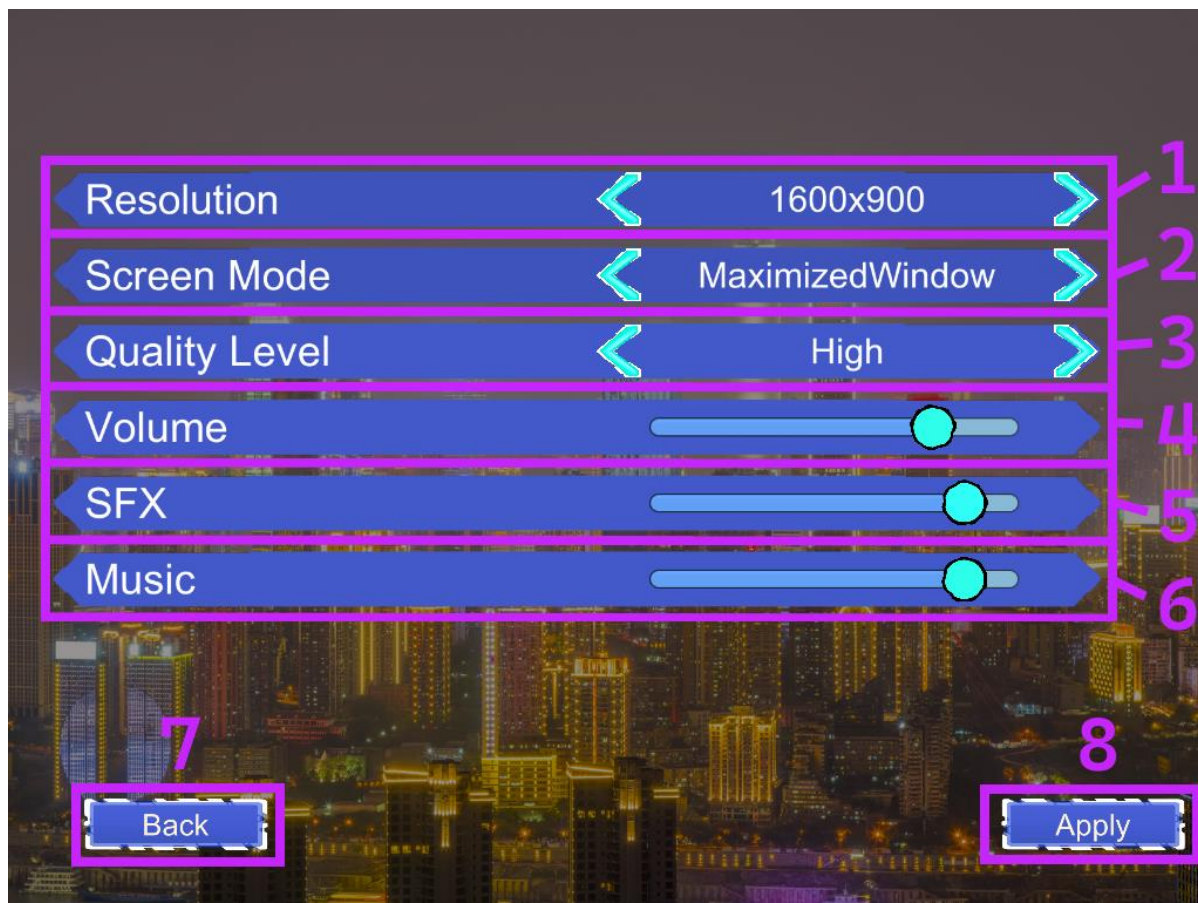 Resolution 1600x900 1
Screen Mode MaximizedWindow 2
Quality Level High 3
Volume 4
SFX 5
Music 6
7 8
Back Apply